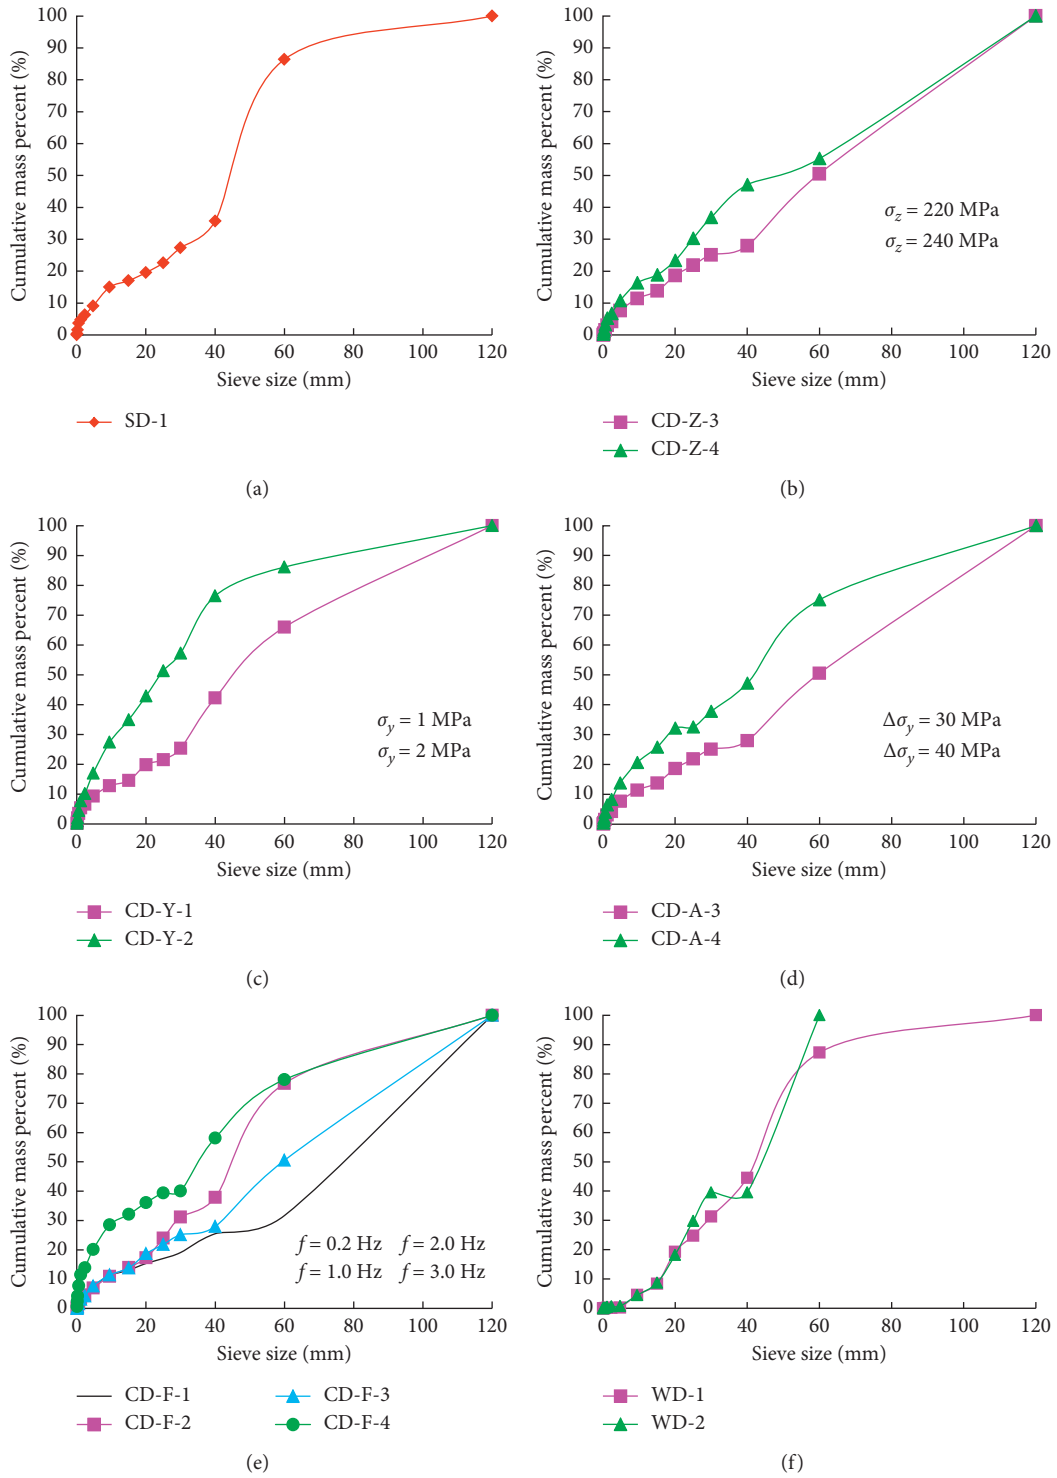 100
90
80
70
60
50
40
30
20
10
0
Cumulative mass percent (%)
0 20 40 60 80 100 120
Sieve size (mm)
SD-1
(a)
100
90
80
70
60
50
40
30
20
10
0
Cumulative mass percent (%)
σz = 220 MPa
σz = 240 MPa
0 20 40 60 80 100 120
Sieve size (mm)
CD-Z-3
CD-Z-4
(b)
100
90
80
70
60
50
40
30
20
10
0
Cumulative mass percent (%)
σy = 1 MPa
σy = 2 MPa
0 20 40 60 80 100 120
Sieve size (mm)
CD-Y-1
CD-Y-2
(c)
100
90
80
70
60
50
40
30
20
10
0
Cumulative mass percent (%)
Δσy = 30 MPa
Δσy = 40 MPa
0 20 40 60 80 100 120
Sieve size (mm)
CD-A-3
CD-A-4
(d)
100
90
80
70
60
50
40
30
20
10
0
Cumulative mass percent (%)
f = 0.2 Hz f = 2.0 Hz
f = 1.0 Hz f = 3.0 Hz
0 20 40 60 80 100 120
Sieve size (mm)
CD-F-1 CD-F-3
CD-F-2 CD-F-4
(e)
100
90
80
70
60
50
40
30
20
10
0
Cumulative mass percent (%)
0 20 40 60 80 100 120
Sieve size (mm)
WD-1
WD-2
(f)